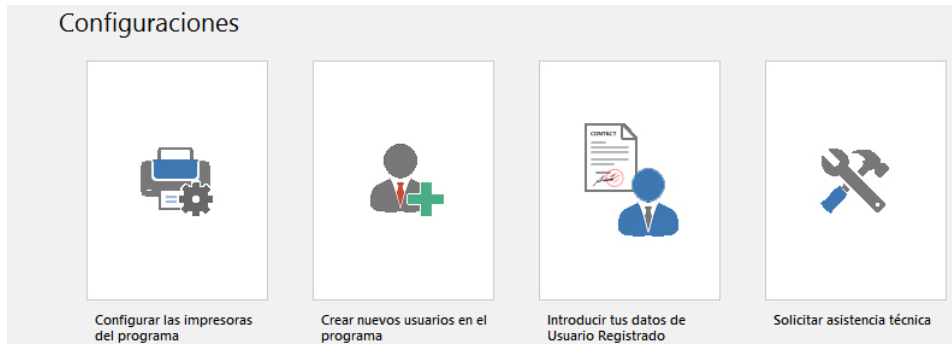 Configuraciones
CONTACT
Configurar las impresoras
del programa
Crear nuevos usuarios en el
programa
Introducir tus datos de
Usuario Registrado
Solicitar asistencia técnica